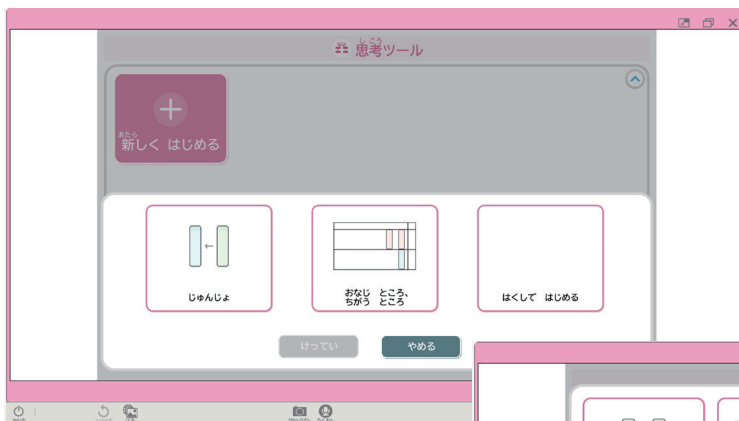 思考ツール
しこう
新しく はじめる
あたら
じゅんじょ
おなじ ところ、
ちがう ところ
はくしで はじめる
けってい
やめる